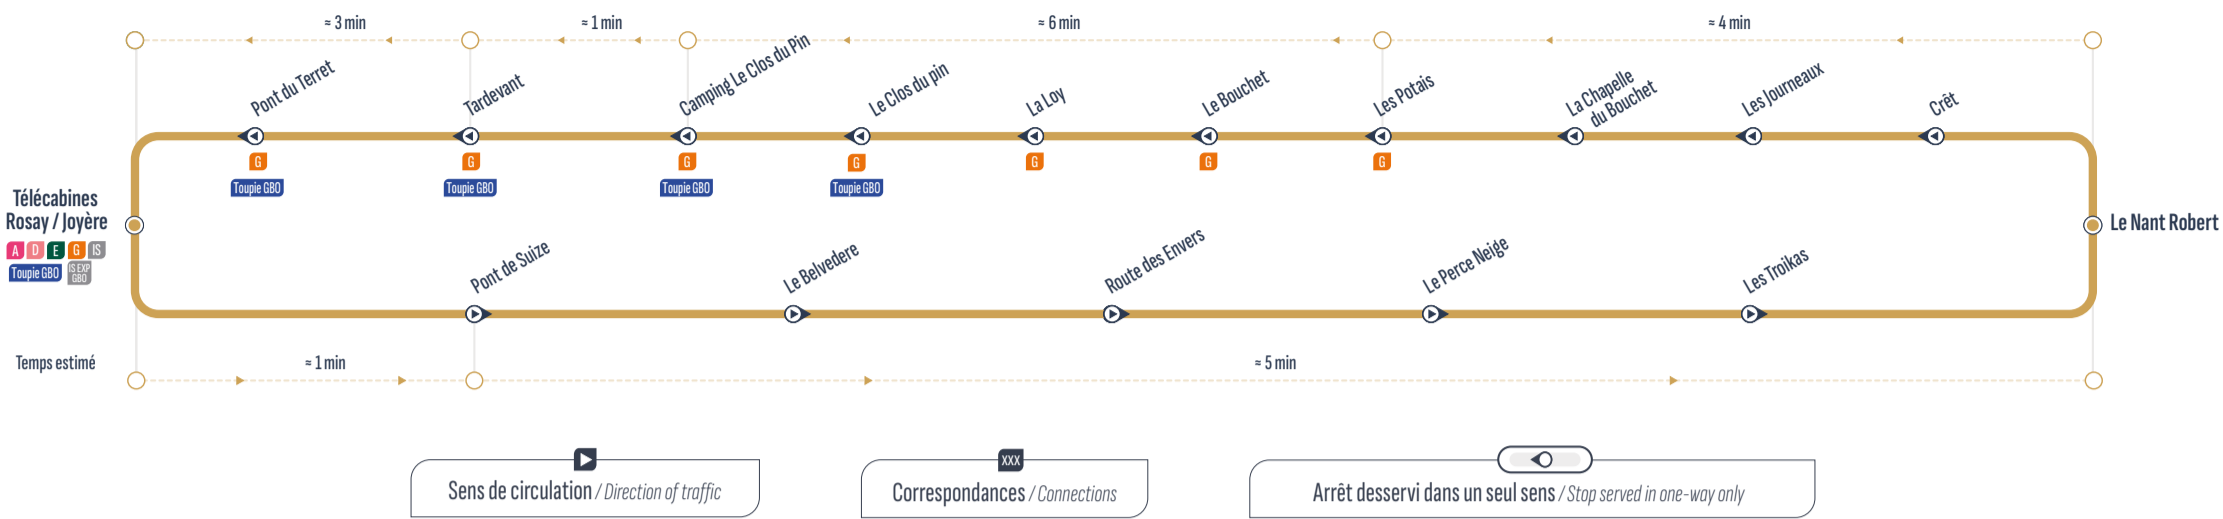 ≈ 3 min
≈ 1 min
≈ 6 min
≈ 4 min
Pont du Terret
Tardevant
Camping Le Clos du Pin
Le Clos du pin
La Loy
Le Bouchet
Les Potais
La Chapelle
du Bouchet
Les Journeaux
Crêt
G
G
G
G
G
G
G
Toupie GBO
Toupie GBO
Toupie GBO
Toupie GBO
Télécabines
Rosay / Joyère
A D E G IS
Toupie GBO
IS EXP
GBO
Le Nant Robert
Pont de Suize
Le Belvedere
Route des Envers
Le Perce Neige
Les Troikas
Temps estimé
≈ 1 min
≈ 5 min
Sens de circulation / Direction of traffic
XXX
Correspondances / Connections
Arrêt desservi dans un seul sens / Stop served in one-way only